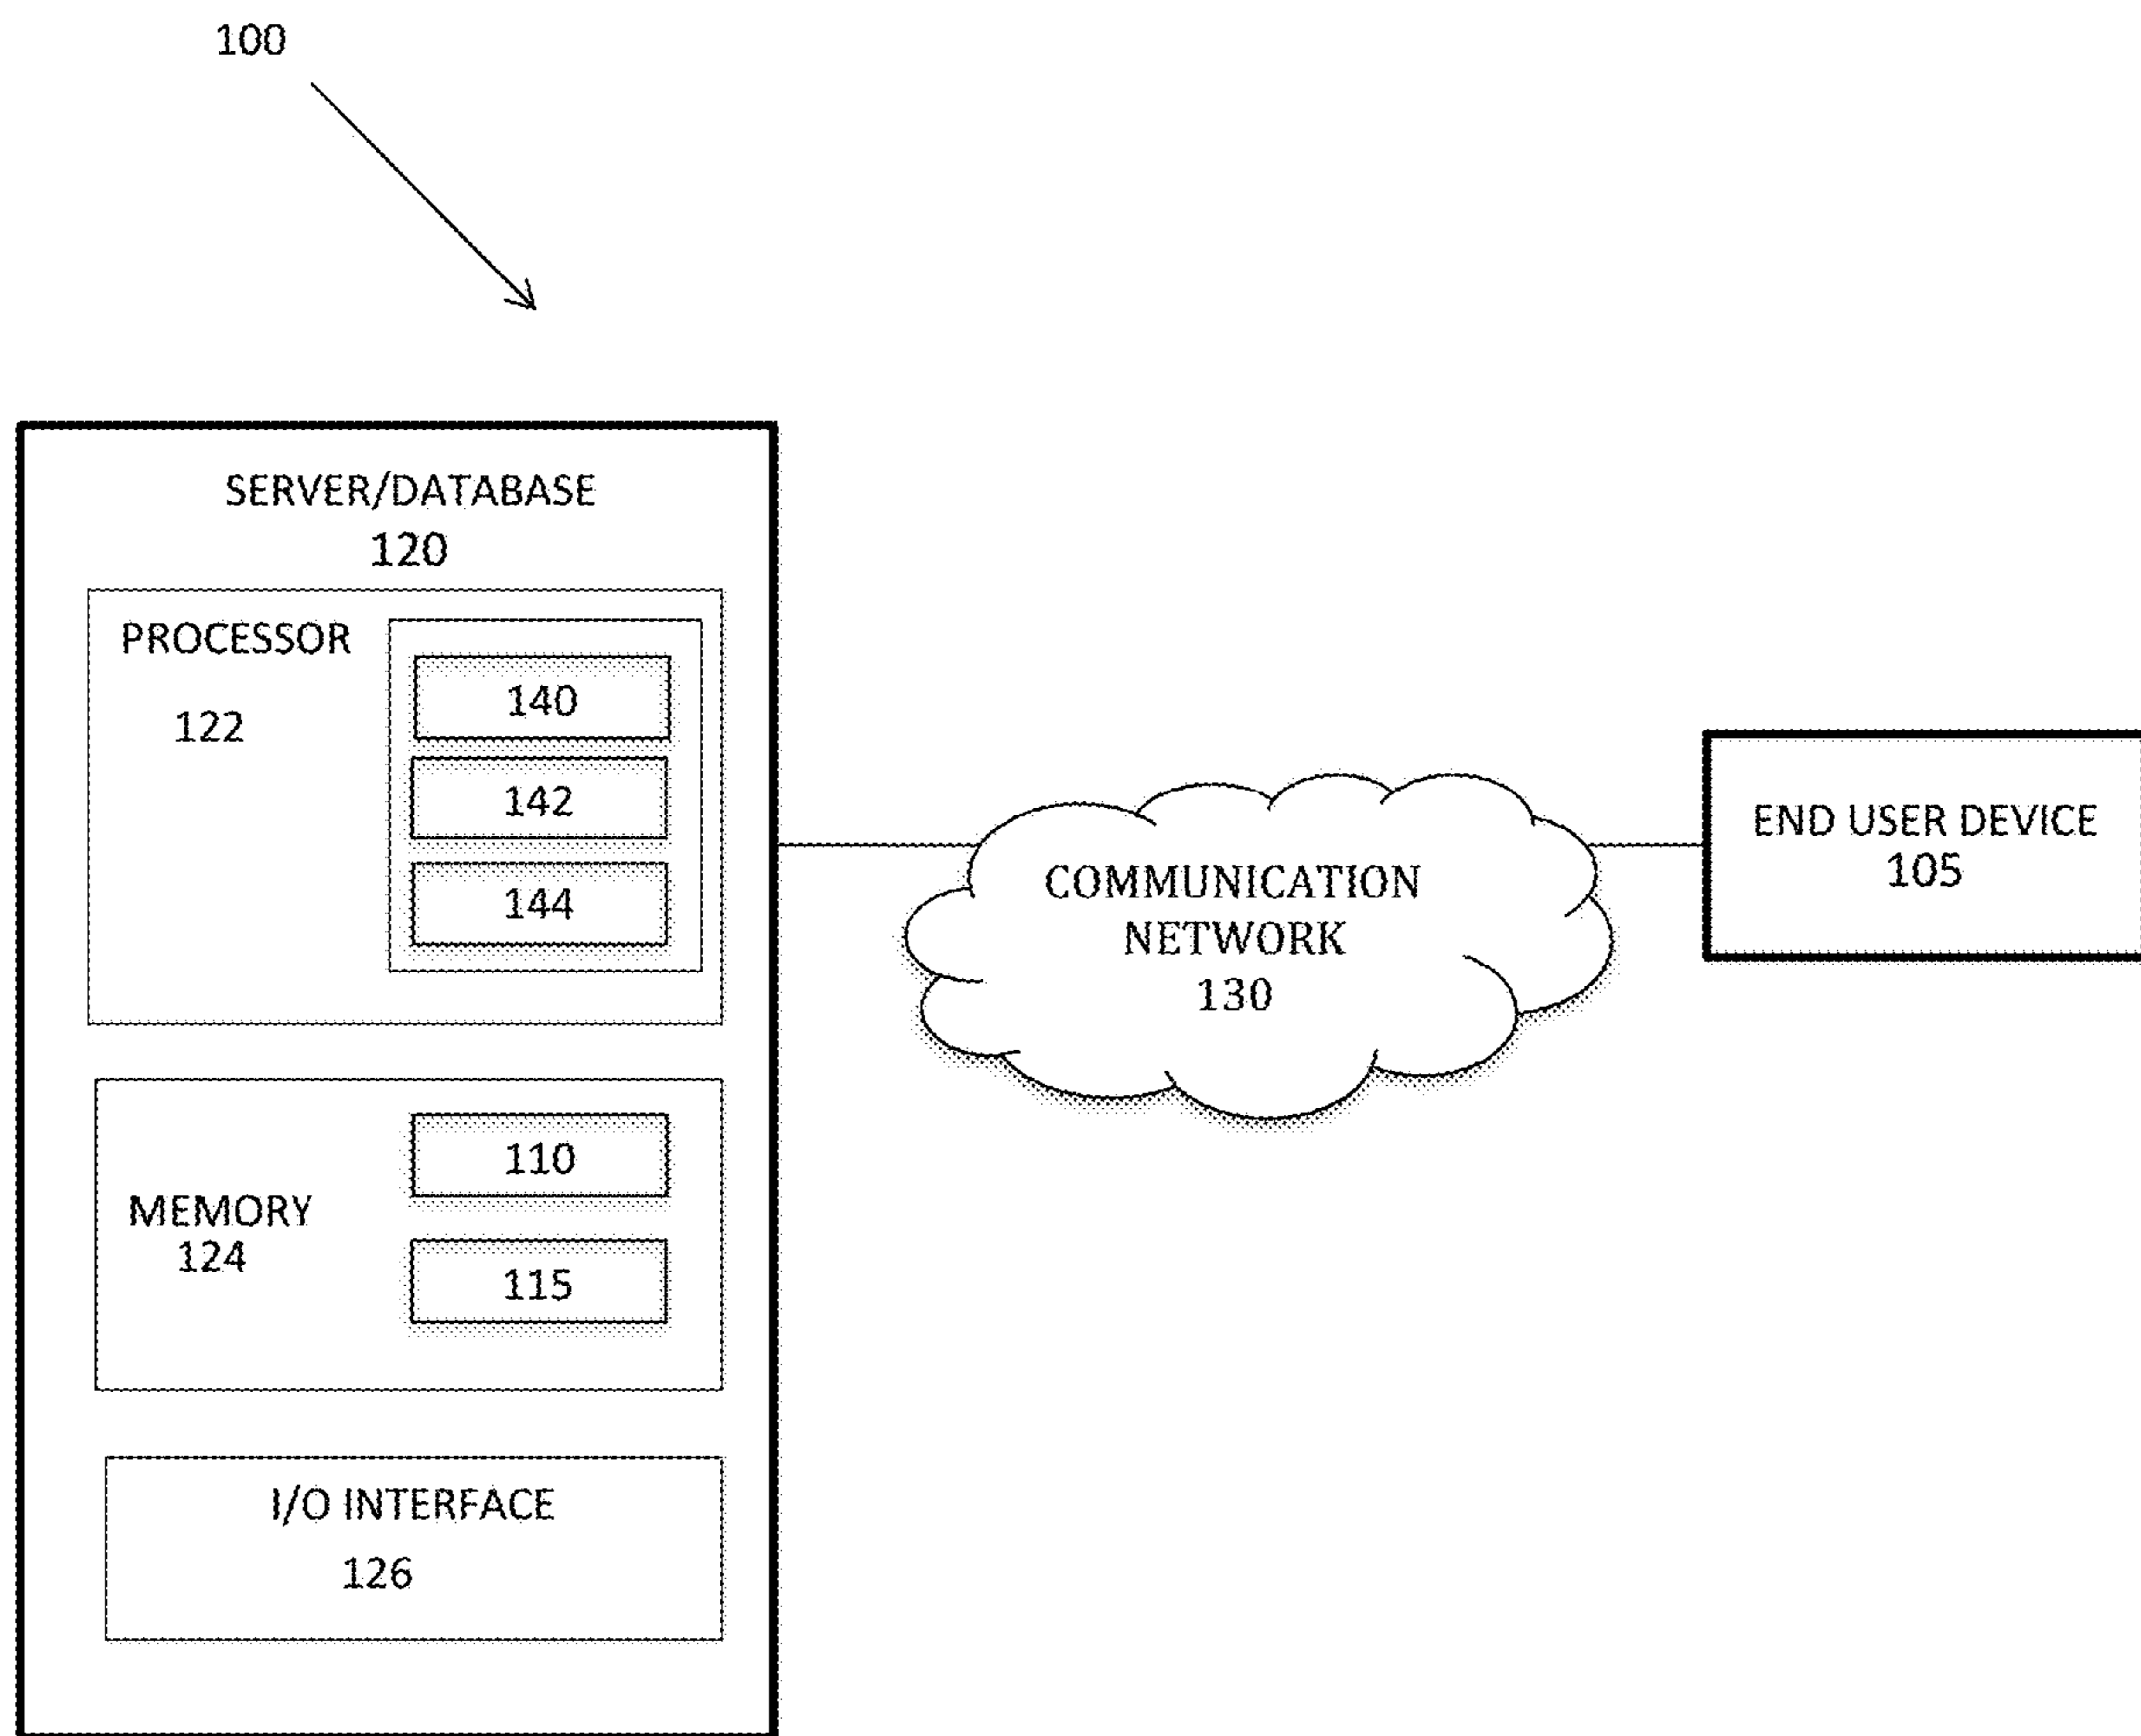 100
SERVER/DATABASE
120
PROCESSOR
122
140
142
144
MEMORY
124
110
115
I/O INTERFACE
126
COMMUNICATION
NETWORK
130
END USER DEVICE
105